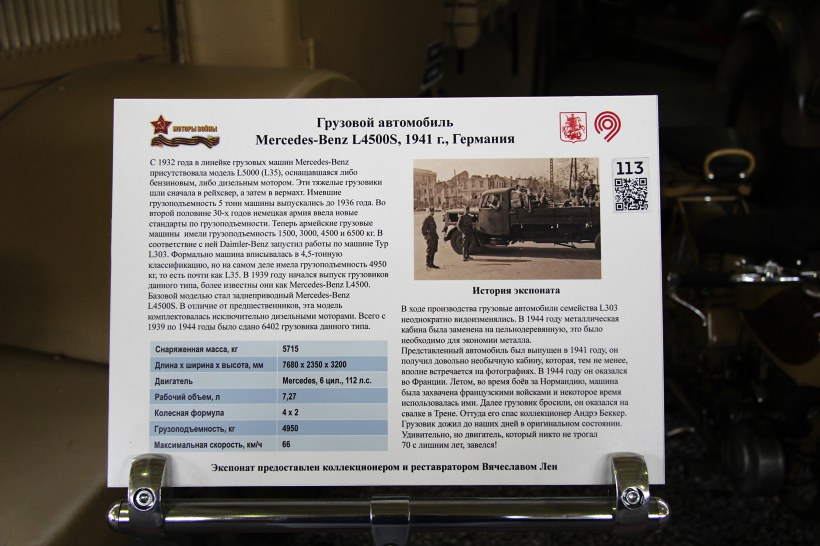 МОТОРЫ ВОЙНЫ
Грузовой автомобиль
Mercedes-Benz L4500S, 1941 г., Германия
С 1932 года в линейке грузовых машин Mercedes-Benz
присутствовала модель L5000 (L35), оснащавшаяся либо
бензиновым, либо дизельным мотором. Эти тяжелые грузовики
шли сначала в рейхсвер, а затем в вермахт. Имевшие
грузоподъемность 5 тонн машины выпускались до 1936 года. Во
второй половине 30-х годов немецкая армия ввела новые
стандарты по грузоподъемности. Теперь армейские грузовые
машины имели грузоподъемность 1500, 3000, 4500 и 6500 кг. В
соответствие с ней Daimler-Benz запустил работы по машине Typ
L303. Формально машина вписывалась в 4,5-тонную
классификацию, но на самом деле имела грузоподъемность 4950
кг, то есть почти как L35. В 1939 году начался выпуск грузовиков
данного типа, более известны они как Mercedes-Benz L4500.
Базовой моделью стал заднеприводный Mercedes-Benz
L4500S. В отличие от предшественников, эта модель
комплектовалась исключительно дизельными моторами. Всего с
1939 по 1944 годы было сдано 6402 грузовика данного типа.
Снаряженная масса, кг 5715
Длина х ширина х высота, мм 7680 х 2350 х 3200
Двигатель Mercedes, 6 цил., 112 л.с.
Рабочий объем, л 7,27
Колесная формула 4 х 2
Грузоподъемность, кг 4950
Максимальная скорость, км/ч 66
113
История экспоната
В ходе производства грузовые автомобили семейства L303
неоднократно видоизменялись. В 1944 году металлическая
кабина была заменена на цельнодеревянную, это было
необходимо для экономии металла.
Представленный автомобиль был выпущен в 1941 году, он
получил довольно необычную кабину, которая, тем не менее,
вполне встречается на фотографиях. В 1944 году он оказался
во Франции. Летом, во время боёв за Нормандию, машина
была захвачена французскими войсками и некоторое время
использовалась ими. Далее грузовик бросили, он оказался на
свалке в Трене. Оттуда его спас коллекционер Андрэ Беккер.
Грузовик дожил до наших дней в оригинальном состоянии.
Удивительно, но двигатель, который никто не трогал
70 с лишним лет, завелся!
Экспонат предоставлен коллекционером и реставратором Вячеславом Лен